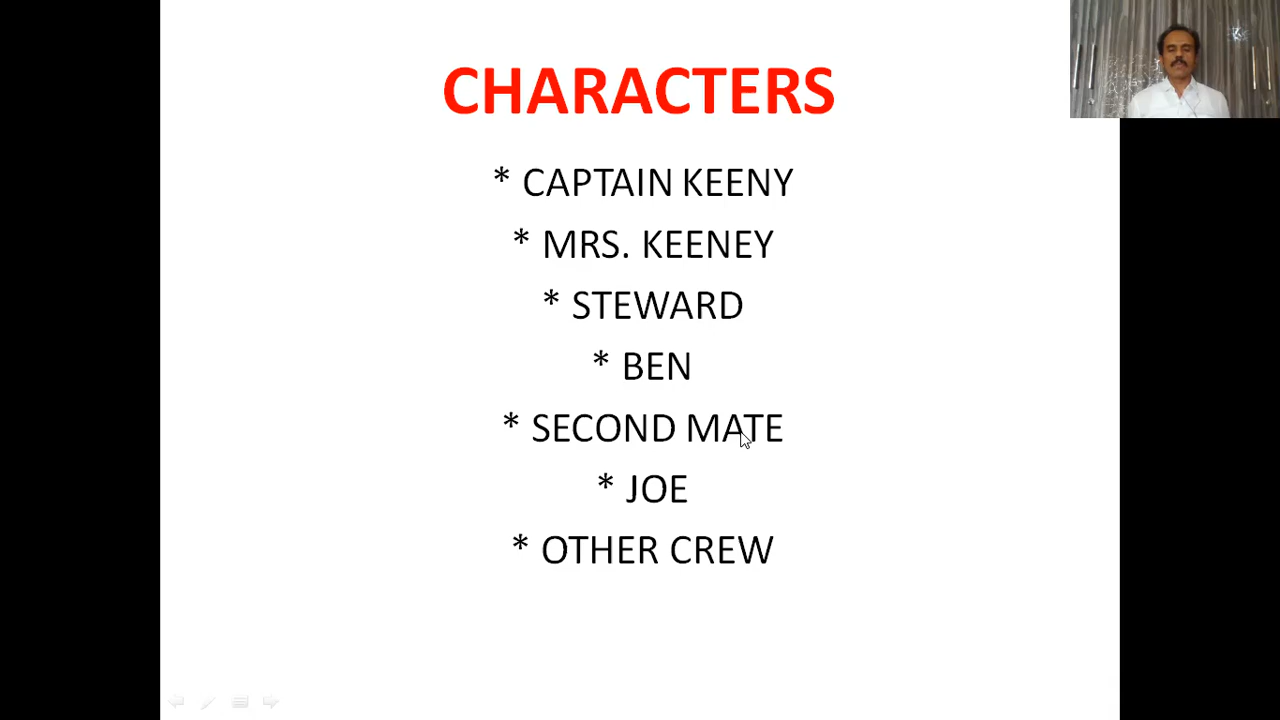 CHARACTERS
* CAPTAIN KEENY
* MRS. KEENEY
* STEWARD
* BEN
* SECOND MATE
* JOE
* OTHER CREW